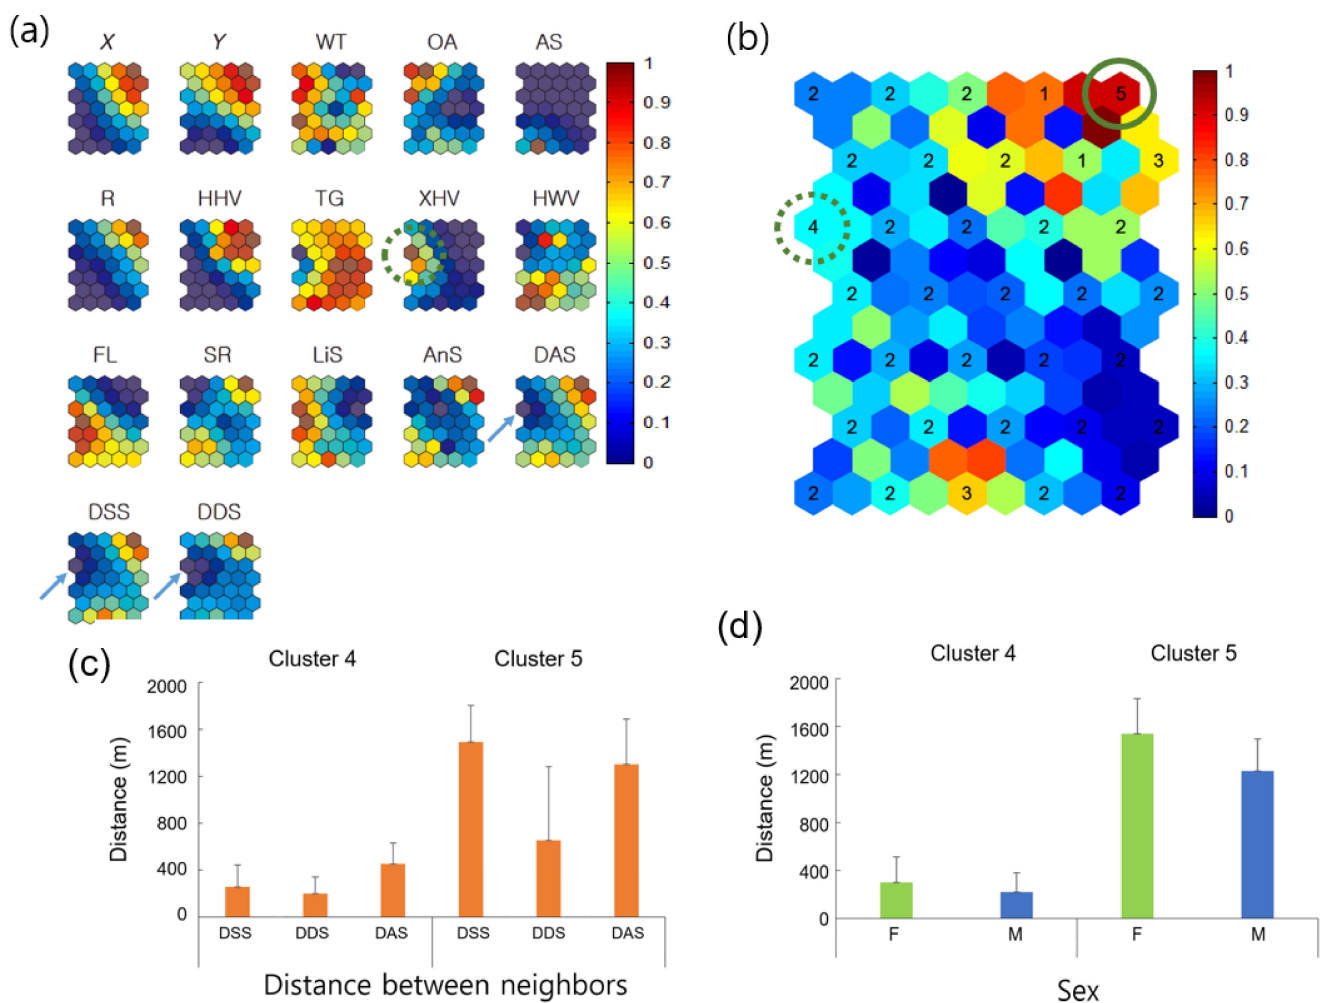 (a)
X Y WT OA AS
R HHV TG XHV HWV
FL SR LiS AnS DAS
DSS DDS
1
0.9
0.8
0.7
0.6
0.5
0.4
0.3
0.2
0.1
0
(b)
2 2 2 1 5
2 2 2 1 3
4 2 2 2 2
2 2 2 2 2
2 2 2 2 2
2 2 2 2 2
2 2 3 2 2
1
0.9
0.8
0.7
0.6
0.5
0.4
0.3
0.2
0.1
0
(c)
Cluster 4 Cluster 5
Distance (m)
2000
1600
1200
800
400
0
DSS DDS DAS DSS DDS DAS
Distance between neighbors
(d)
Cluster 4 Cluster 5
Distance (m)
2000
1600
1200
800
400
0
F M F M
Sex